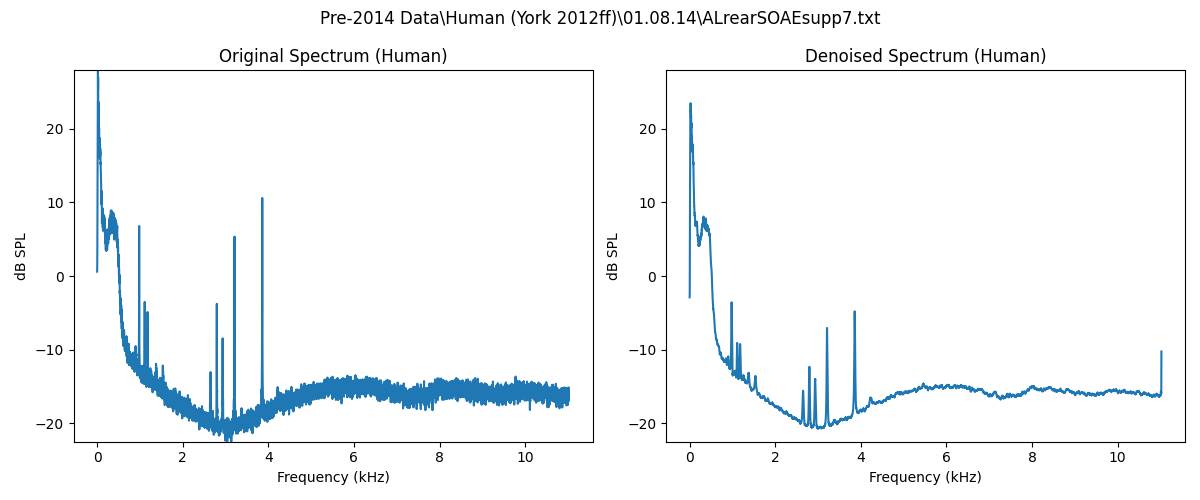 Pre-2014 Data\Human (York 2012ff)\01.08.14\ALrearSOAEsupp7.txt
Original Spectrum (Human)
dB SPL
20
10
0
−10
−20
0 2 4 6 8 10
Frequency (kHz)
Denoised Spectrum (Human)
dB SPL
20
10
0
−10
−20
0 2 4 6 8 10
Frequency (kHz)